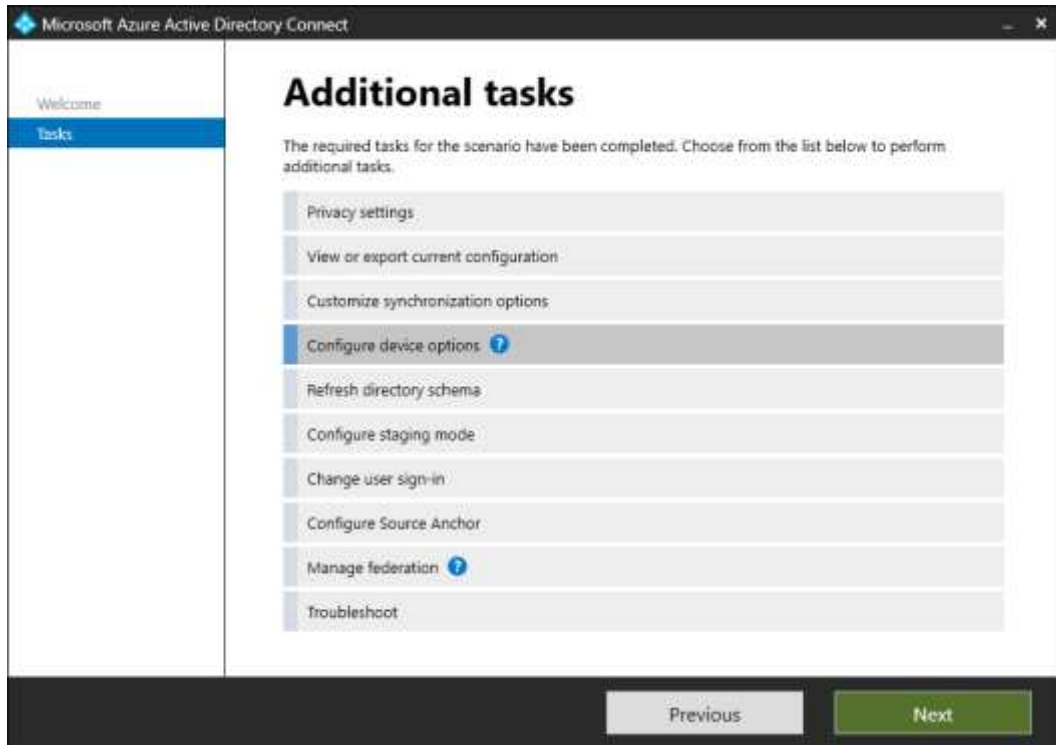 Microsoft Azure Active Directory Connect
Welcome
Tasks
Additional tasks
The required tasks for the scenario have been completed. Choose from the list below to perform
additional tasks.
Privacy settings
View or export current configuration
Customize synchronization options
Configure device options ?
Refresh directory schema
Configure staging mode
Change user sign-in
Configure Source Anchor
Manage federation ?
Troubleshoot
Previous
Next